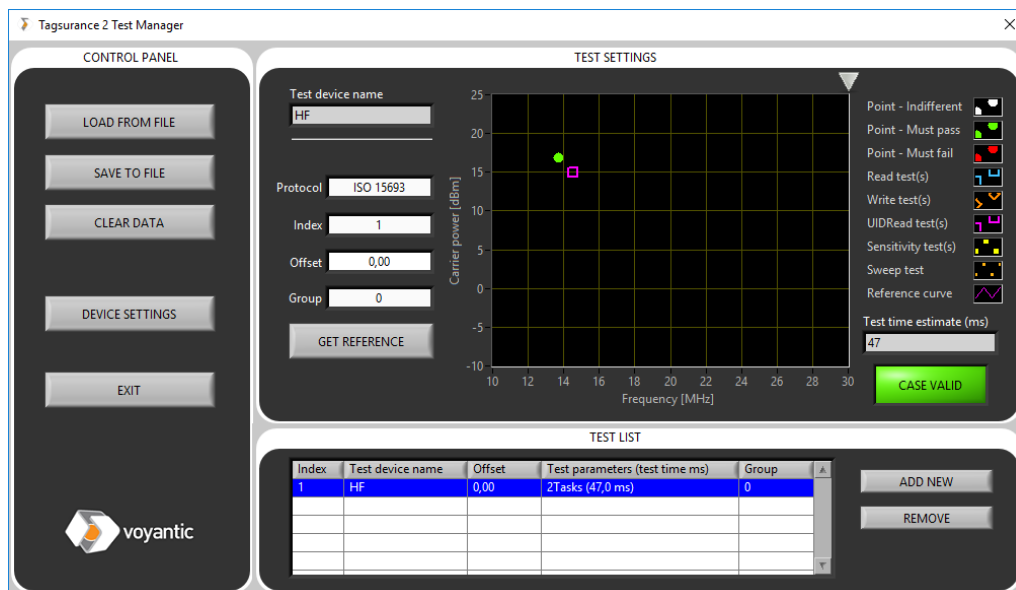 Tagsurance 2 Test Manager
CONTROL PANEL
LOAD FROM FILE
SAVE TO FILE
CLEAR DATA
DEVICE SETTINGS
EXIT
voyantic
TEST SETTINGS
Test device name
HF
Protocol ISO 15693
Index 1
Offset 0,00
Group 0
GET REFERENCE
Carrier power [dBm]
25
20
15
10
5
0
-5
-10
10 12 14 16 18 20 22 24 26 28 30
Frequency [MHz]
Point - Indifferent
Point - Must pass
Point - Must fail
Read test(s)
Write test(s)
UIDRead test(s)
Sensitivity test(s)
Sweep test
Reference curve
Test time estimate (ms)
47
CASE VALID
TEST LIST
Index Test device name Offset Test parameters (test time ms) Group
1 HF 0,00 2Tasks (47,0 ms) 0
ADD NEW
REMOVE